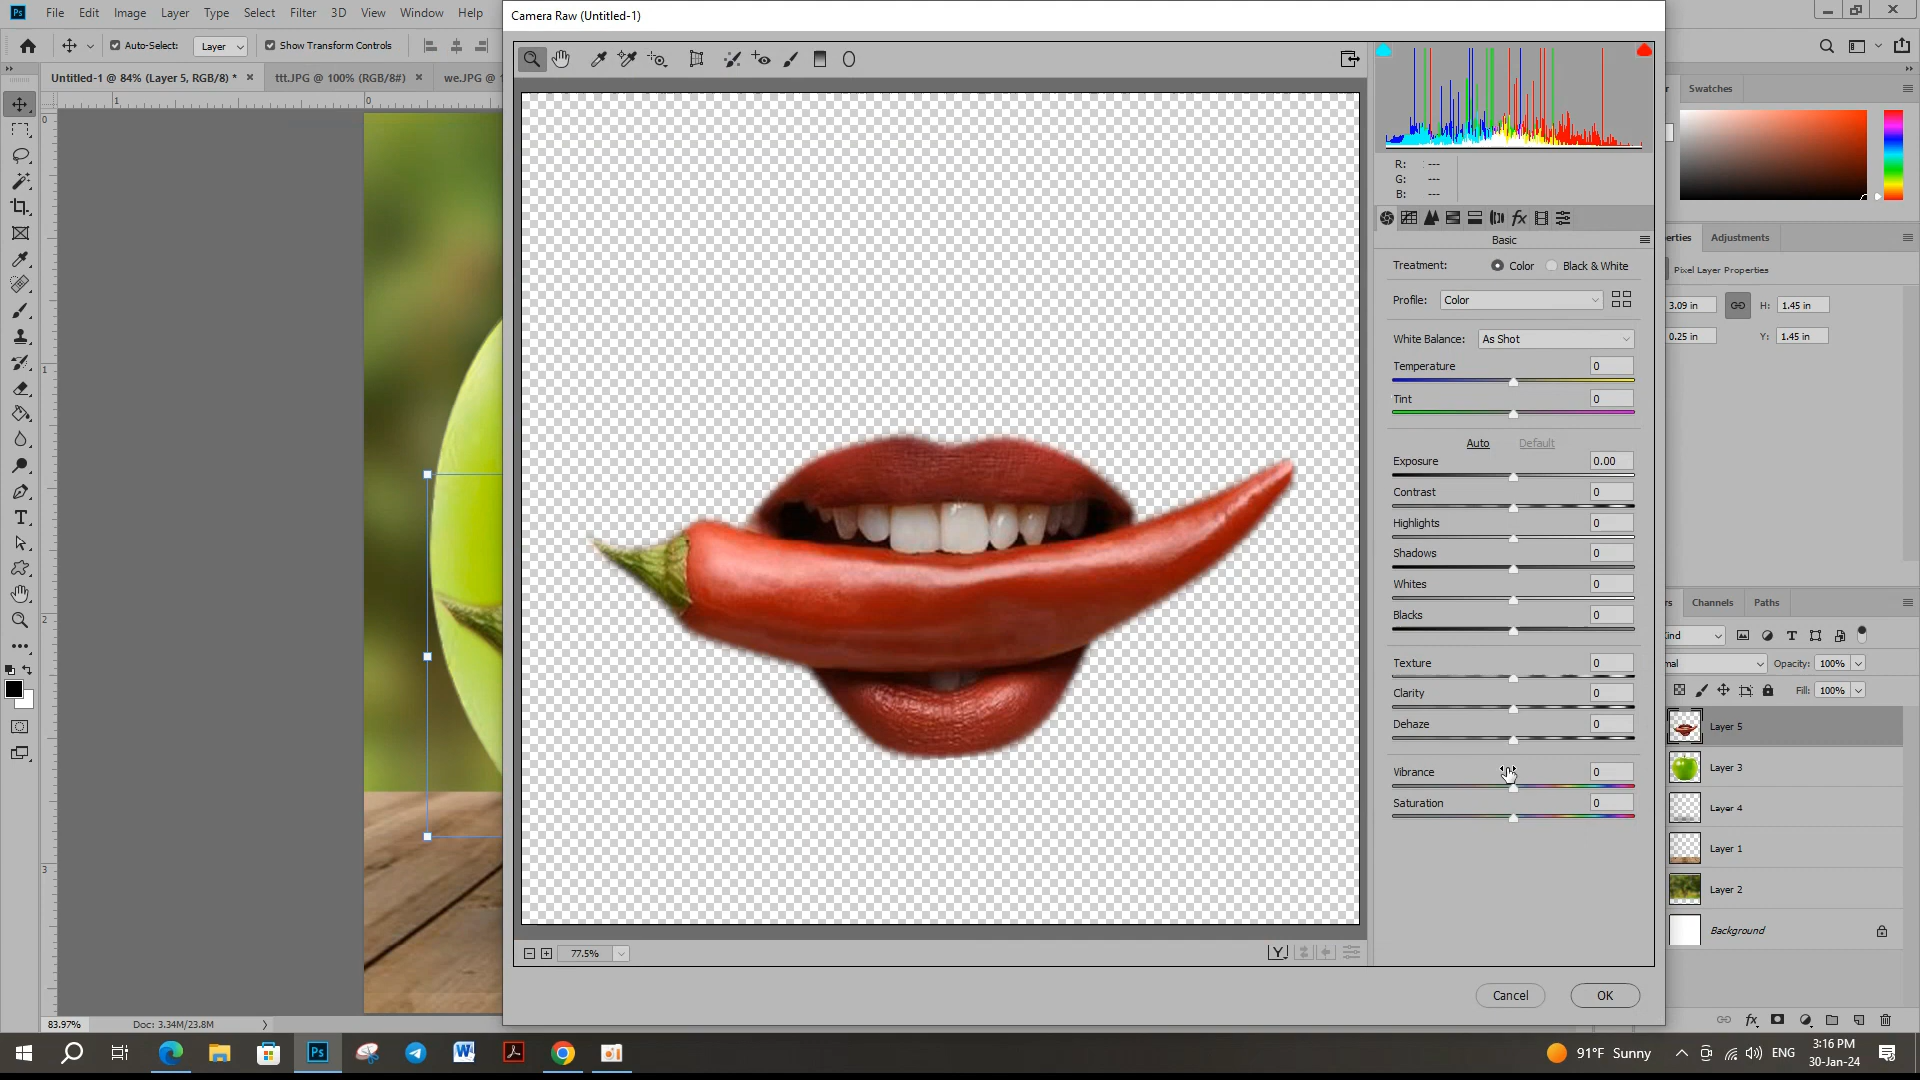 Ps File Edit Image Layer Type Select Filter 3D View Window Help
Camera Raw (Untitled-1)
Auto-Select: Layer Show Transform Controls
Untitled-1 @ 84% (Layer 5, RGB/8) * × ttt.JPG @ 100% (RGB/8#) × we.JPG @
Swatches
R: ---
G: ---
B: ---
Basic
Adjustments
Treatment: Color Black & White
Pixel Layer Properties
Profile: Color
3.09 in H: 1.45 in
0.25 in Y: 1.45 in
White Balance: As Shot
Temperature 0
Tint 0
Auto Default
Exposure 0.00
Contrast 0
Highlights 0
Shadows 0
Whites 0
Blacks 0
Channels Paths
Texture 0
Opacity: 100%
Clarity 0
Fill: 100%
Dehaze 0
Layer 5
Vibrance 0
Layer 3
Saturation 0
Layer 4
Layer 1
Layer 2
Background
77.5%
Cancel OK
83.97% Doc: 3.34M/23.8M
91°F Sunny ENG 3:16 PM
30-Jan-24